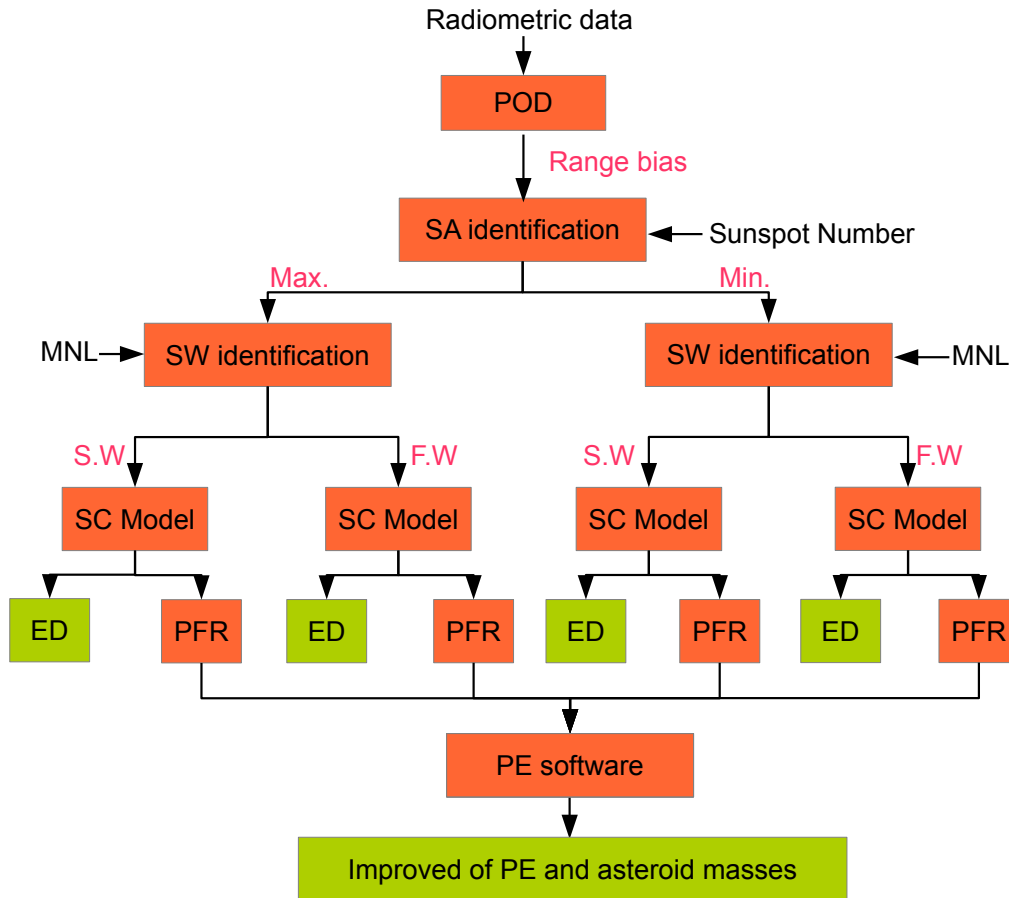 Radiometric data
POD
Range bias
SA identification
Sunspot Number
Max.
Min.
MNL
SW identification
SW identification
MNL
S.W
F.W
S.W
F.W
SC Model
SC Model
SC Model
SC Model
ED
PFR
ED
PFR
ED
PFR
ED
PFR
PE software
Improved of PE and asteroid masses